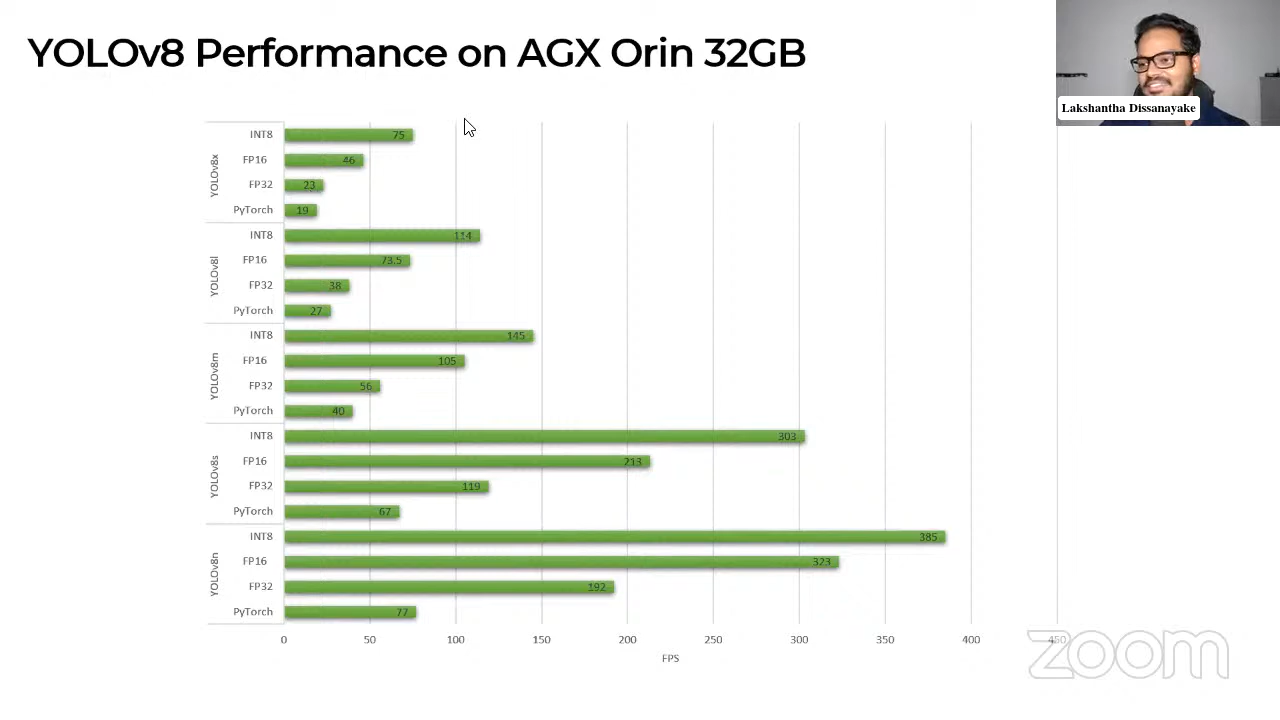 YOLOv8 Performance on AGX Orin 32GB
Lakshantha Dissanayake
YOLOv8x
INT8 75
FP16 46
FP32 23
PyTorch 19
YOLOv8l
INT8 114
FP16 73.5
FP32 38
PyTorch 27
YOLOv8m
INT8 145
FP16 105
FP32 56
PyTorch 40
YOLOv8s
INT8 303
FP16 213
FP32 119
PyTorch 67
YOLOv8n
INT8 385
FP16 323
FP32 192
PyTorch 77
0 50 100 150 200 250 300 350 400 450
FPS
zoom